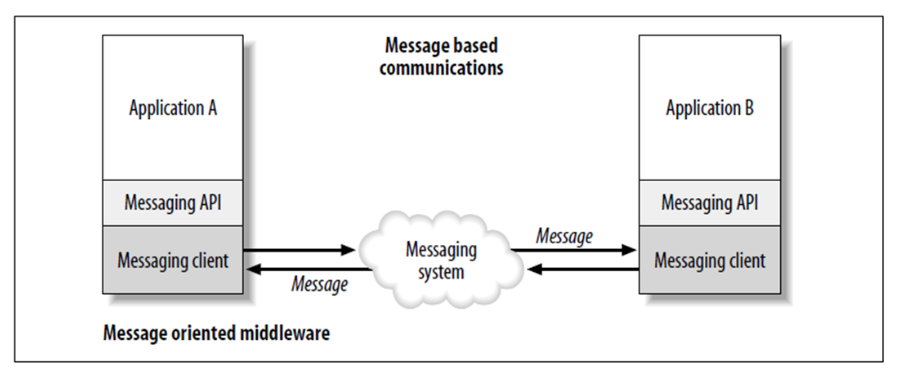 Message based
communications
Application A
Application B
Messaging API
Messaging API
Messaging client
Messaging
system
Message
Message
Messaging client
Message oriented middleware